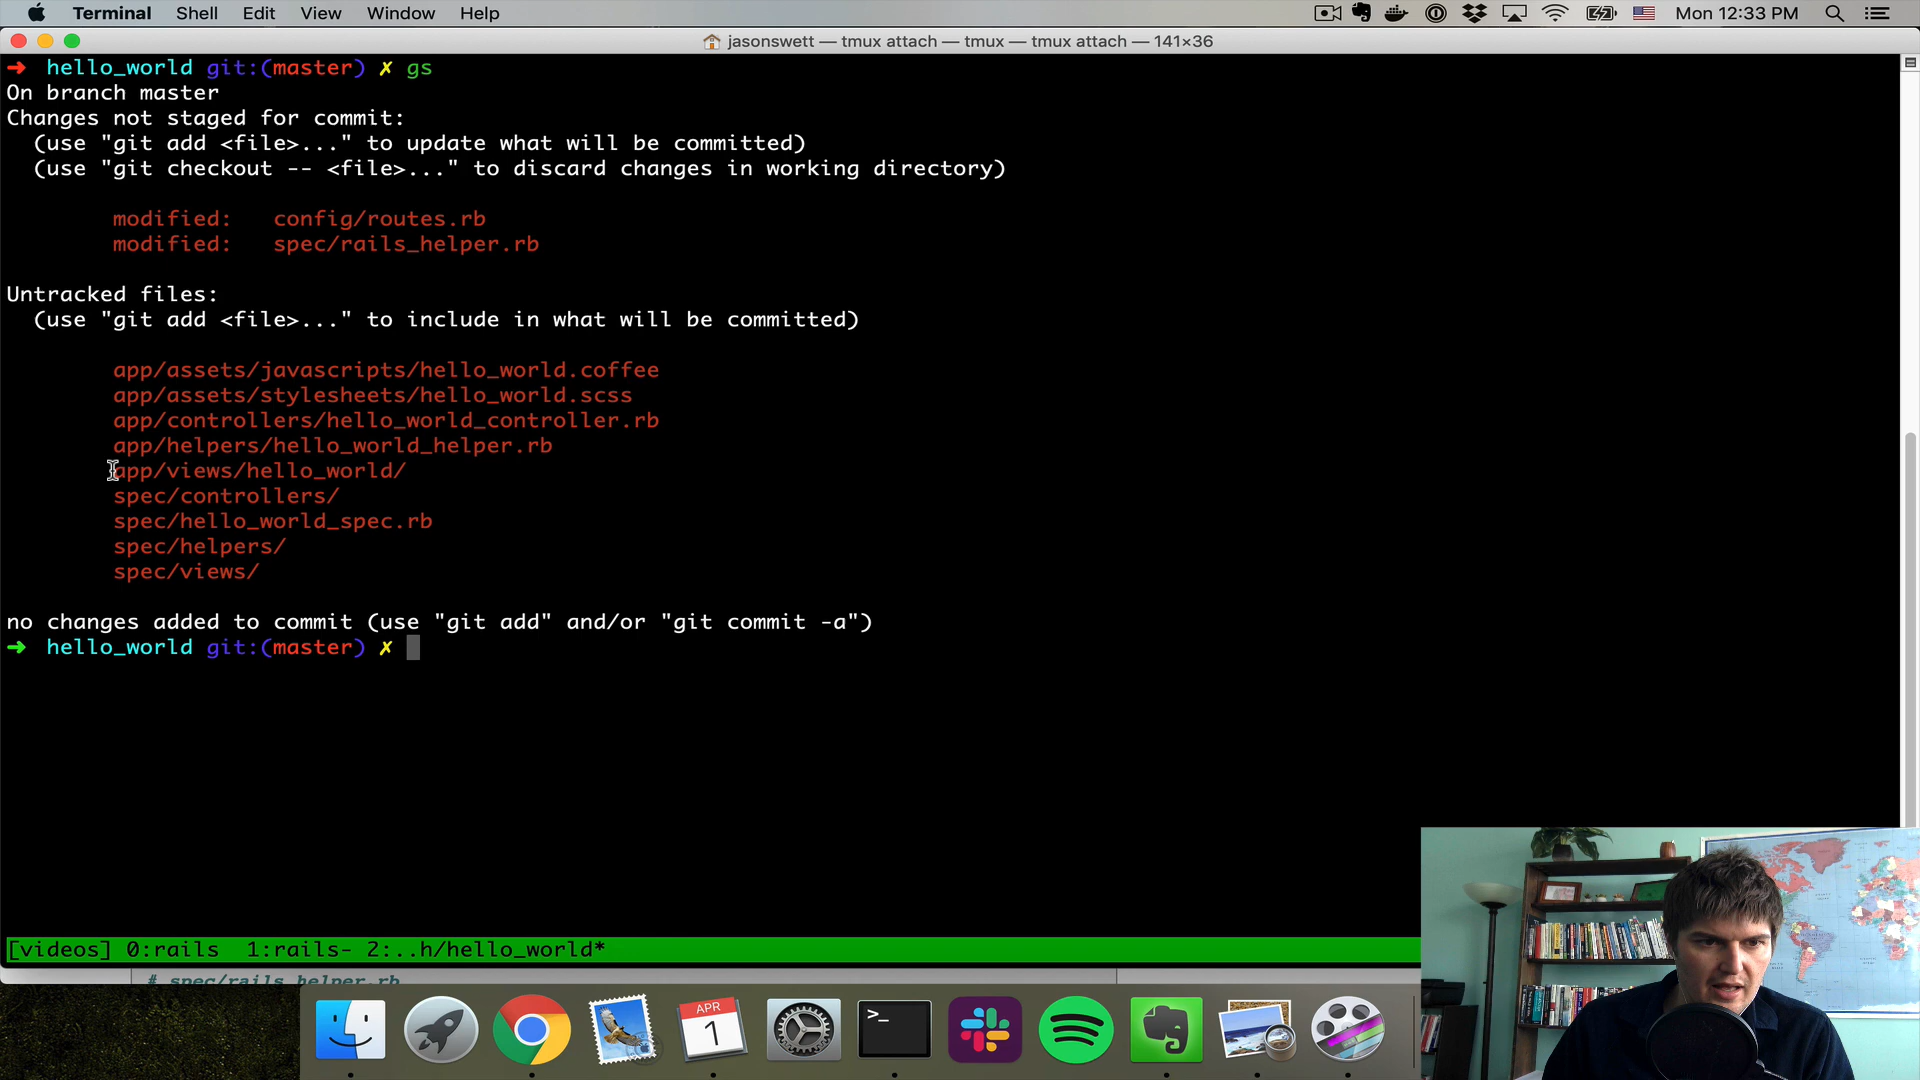 Terminal Shell Edit View Window Help Mon 12:33 PM
jasonswett — tmux attach — tmux — tmux attach — 141×36
➜ hello_world git:(master) ✗ gs
On branch master
Changes not staged for commit:
(use "git add <file>..." to update what will be committed)
(use "git checkout -- <file>..." to discard changes in working directory)
modified: config/routes.rb
modified: spec/rails_helper.rb
Untracked files:
(use "git add <file>..." to include in what will be committed)
app/assets/javascripts/hello_world.coffee
app/assets/stylesheets/hello_world.scss
app/controllers/hello_world_controller.rb
app/helpers/hello_world_helper.rb
app/views/hello_world/
spec/controllers/
spec/hello_world_spec.rb
spec/helpers/
spec/views/
no changes added to commit (use "git add" and/or "git commit -a")
➜ hello_world git:(master) ✗
[videos] 0:rails 1:rails- 2:..h/hello_world*
# spec/rails_helper.rb
APR
1
>_